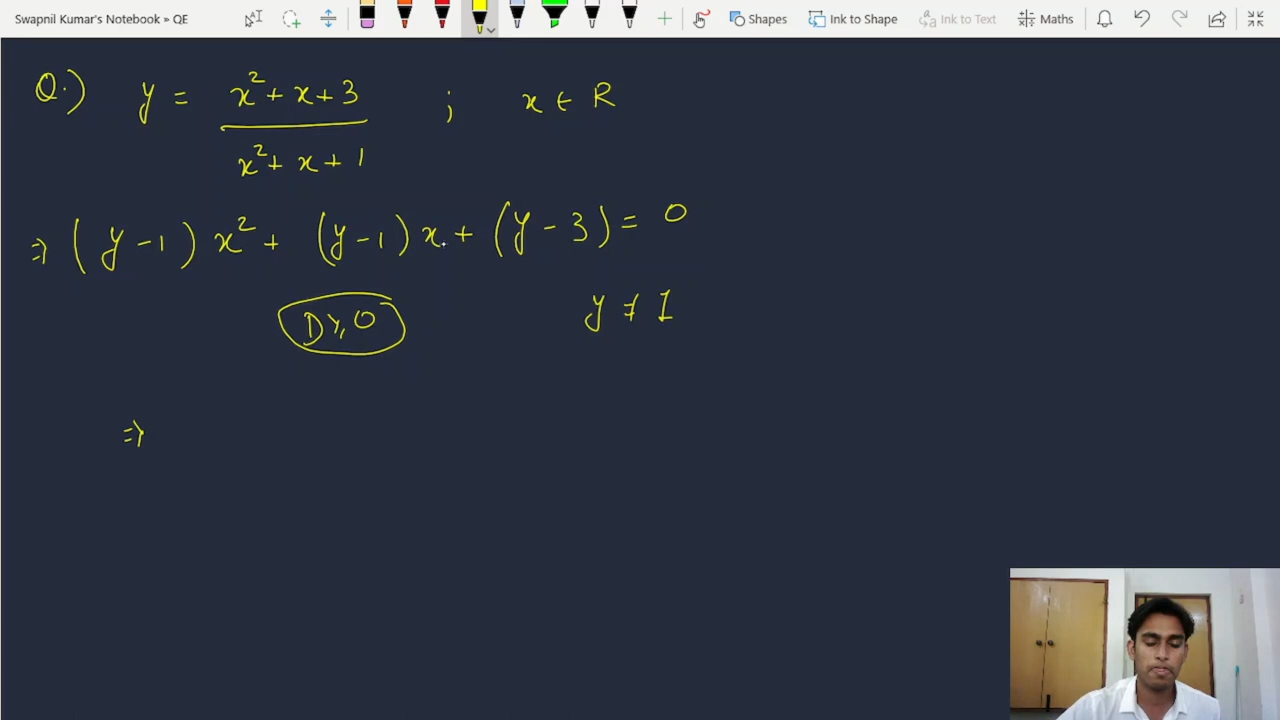 Swapnil Kumar's Notebook » QE
Shapes
Ink to Shape
Ink to Text
Maths
Q.) y = x²+x+3 / x²+x+1 ; x ∈ R
⇒ (y-1)x² + (y-1)x + (y-3) = 0
D ≥ 0 y ≠ 1
⇒